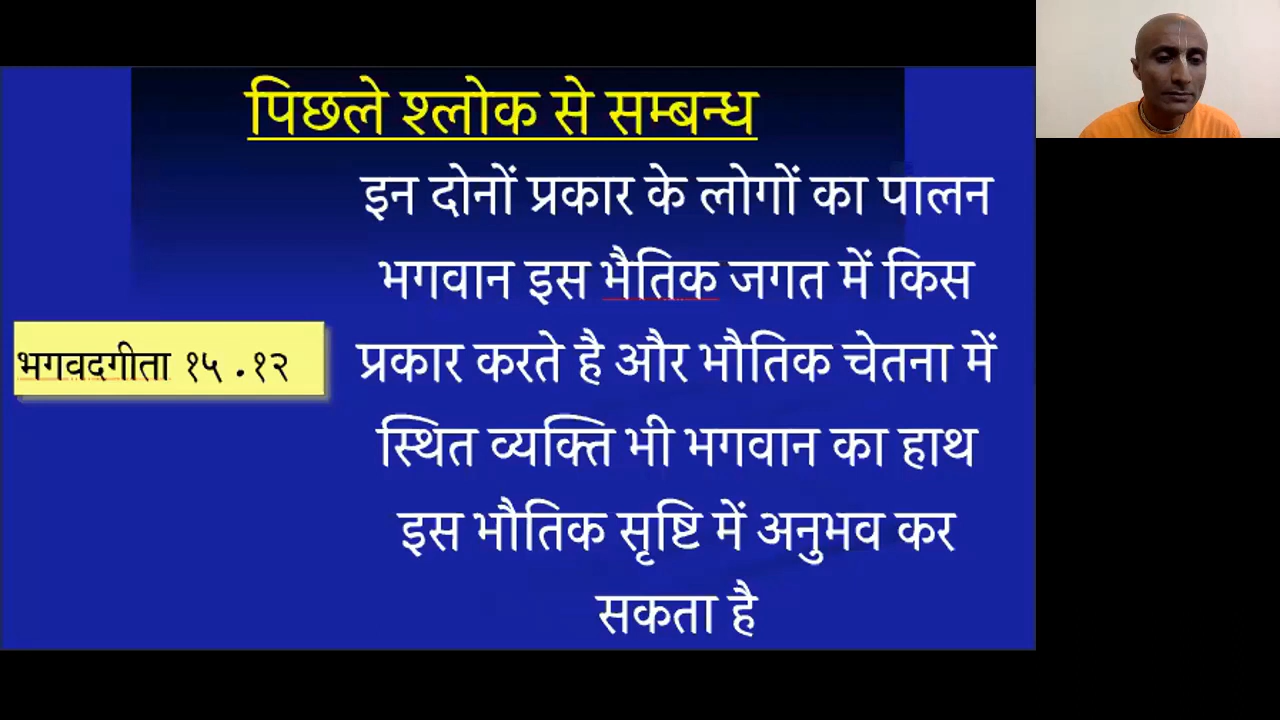 पिछले श्लोक से सम्बन्ध
इन दोनों प्रकार के लोगों का पालन
भगवान इस भैतिक जगत में किस
प्रकार करते है और भौतिक चेतना में
स्थित व्यक्ति भी भगवान का हाथ
इस भौतिक सृष्टि में अनुभव कर
सकता है
भगवदगीता १५ .१२